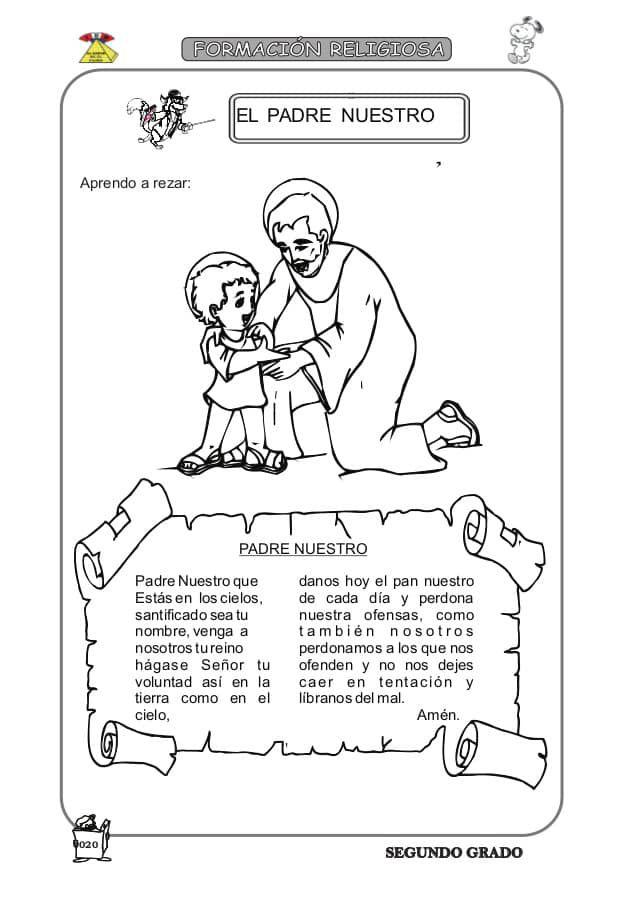 FORMACIÓN RELIGIOSA
EL PADRE NUESTRO
,
Aprendo a rezar:
PADRE NUESTRO
Padre Nuestro que
Estás en los cielos,
santificado sea tu
nombre, venga a
nosotros tu reino
hágase Señor tu
voluntad así en la
tierra como en el
cielo,
danos hoy el pan nuestro
de cada día y perdona
nuestra ofensas, como
también nosotros
perdonamos a los que nos
ofenden y no nos dejes
caer en tentación y
líbranos del mal.
Amén.
020
SEGUNDO GRADO